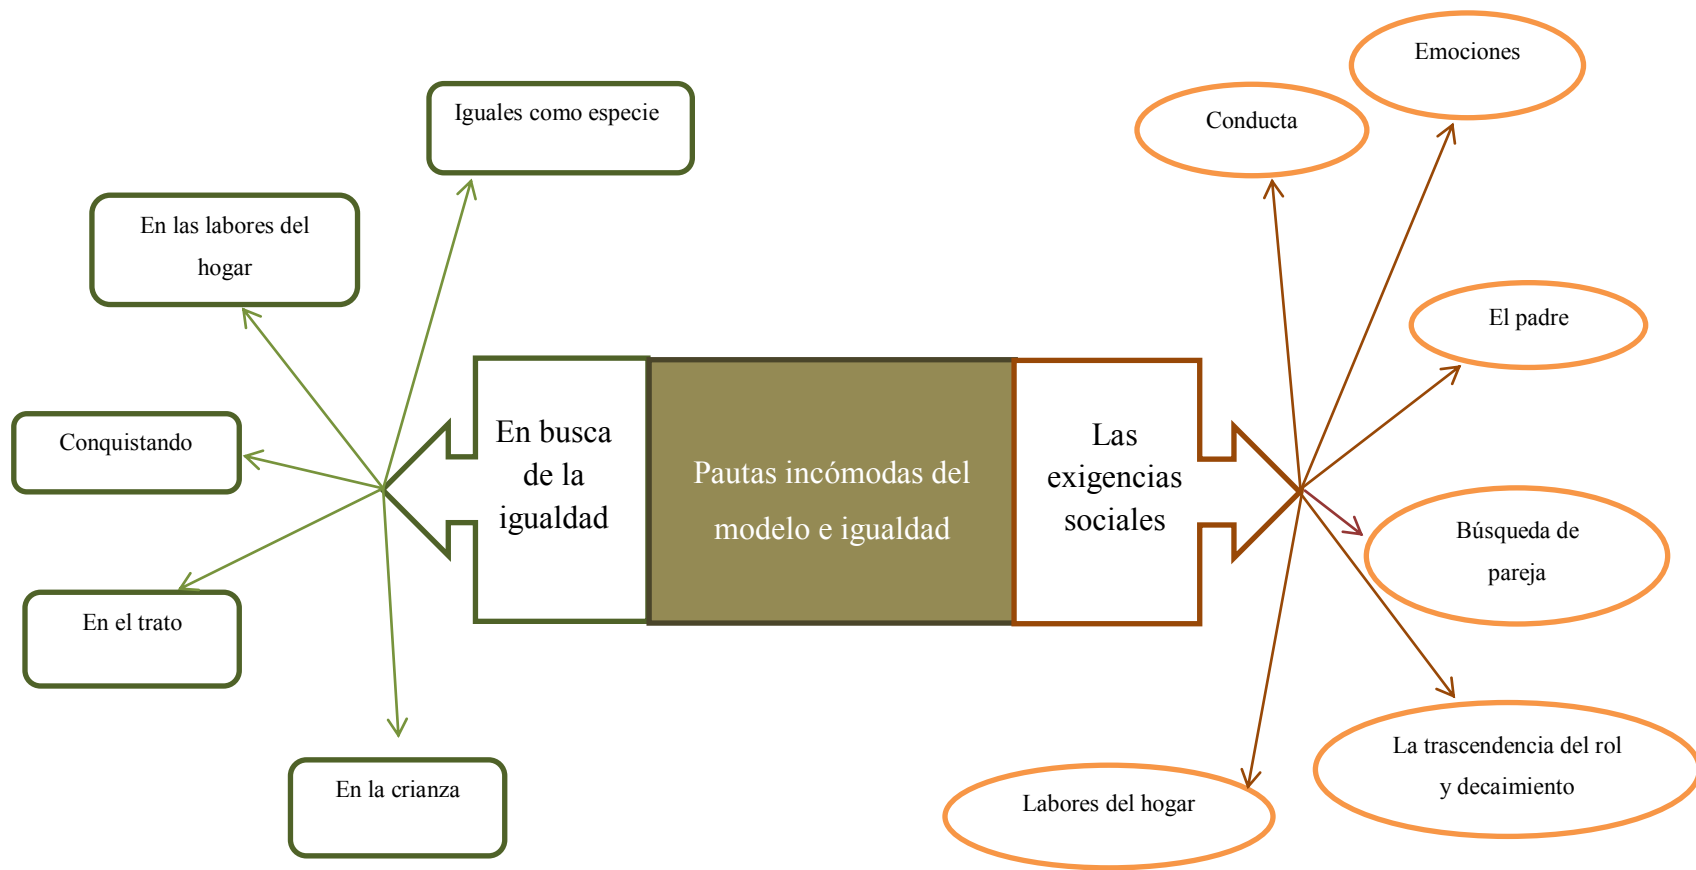 Iguales como especie
En las labores del
hogar
Conquistando
En el trato
En la crianza
En busca
de la
igualdad
Pautas incómodas del
modelo e igualdad
Las
exigencias
sociales
Emociones
Conducta
El padre
Búsqueda de
pareja
La trascendencia del rol
y decaimiento
Labores del hogar